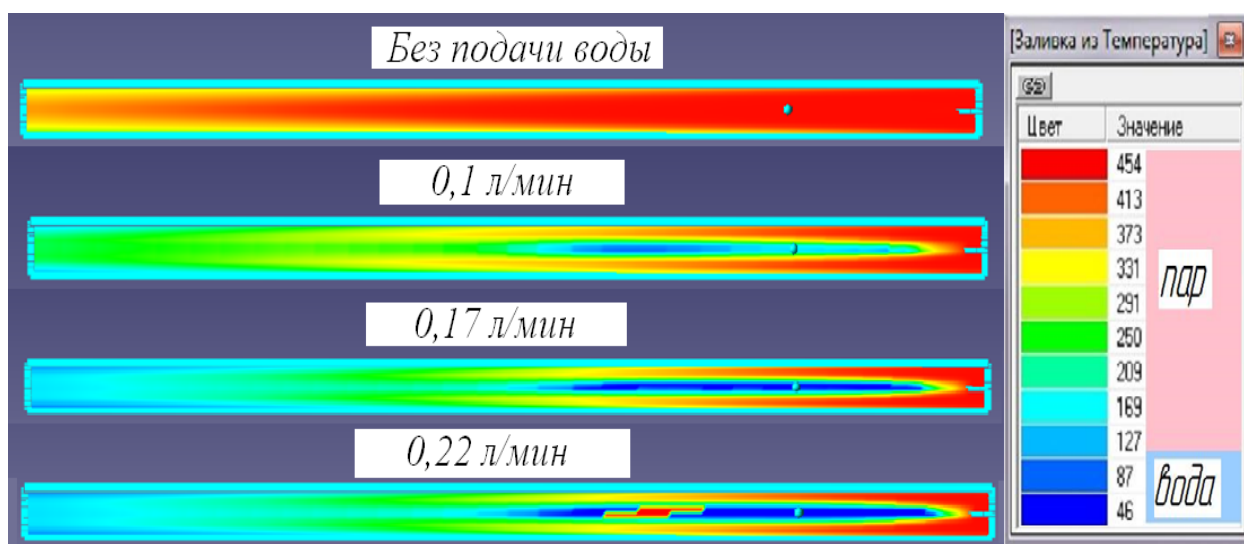 Без подачи воды
0,1 л/мин
0,17 л/мин
0,22 л/мин
[Заливка из Температура]
Цвет Значение
454
413
373
331
291
250
209
169
127
87
46
пар
вода